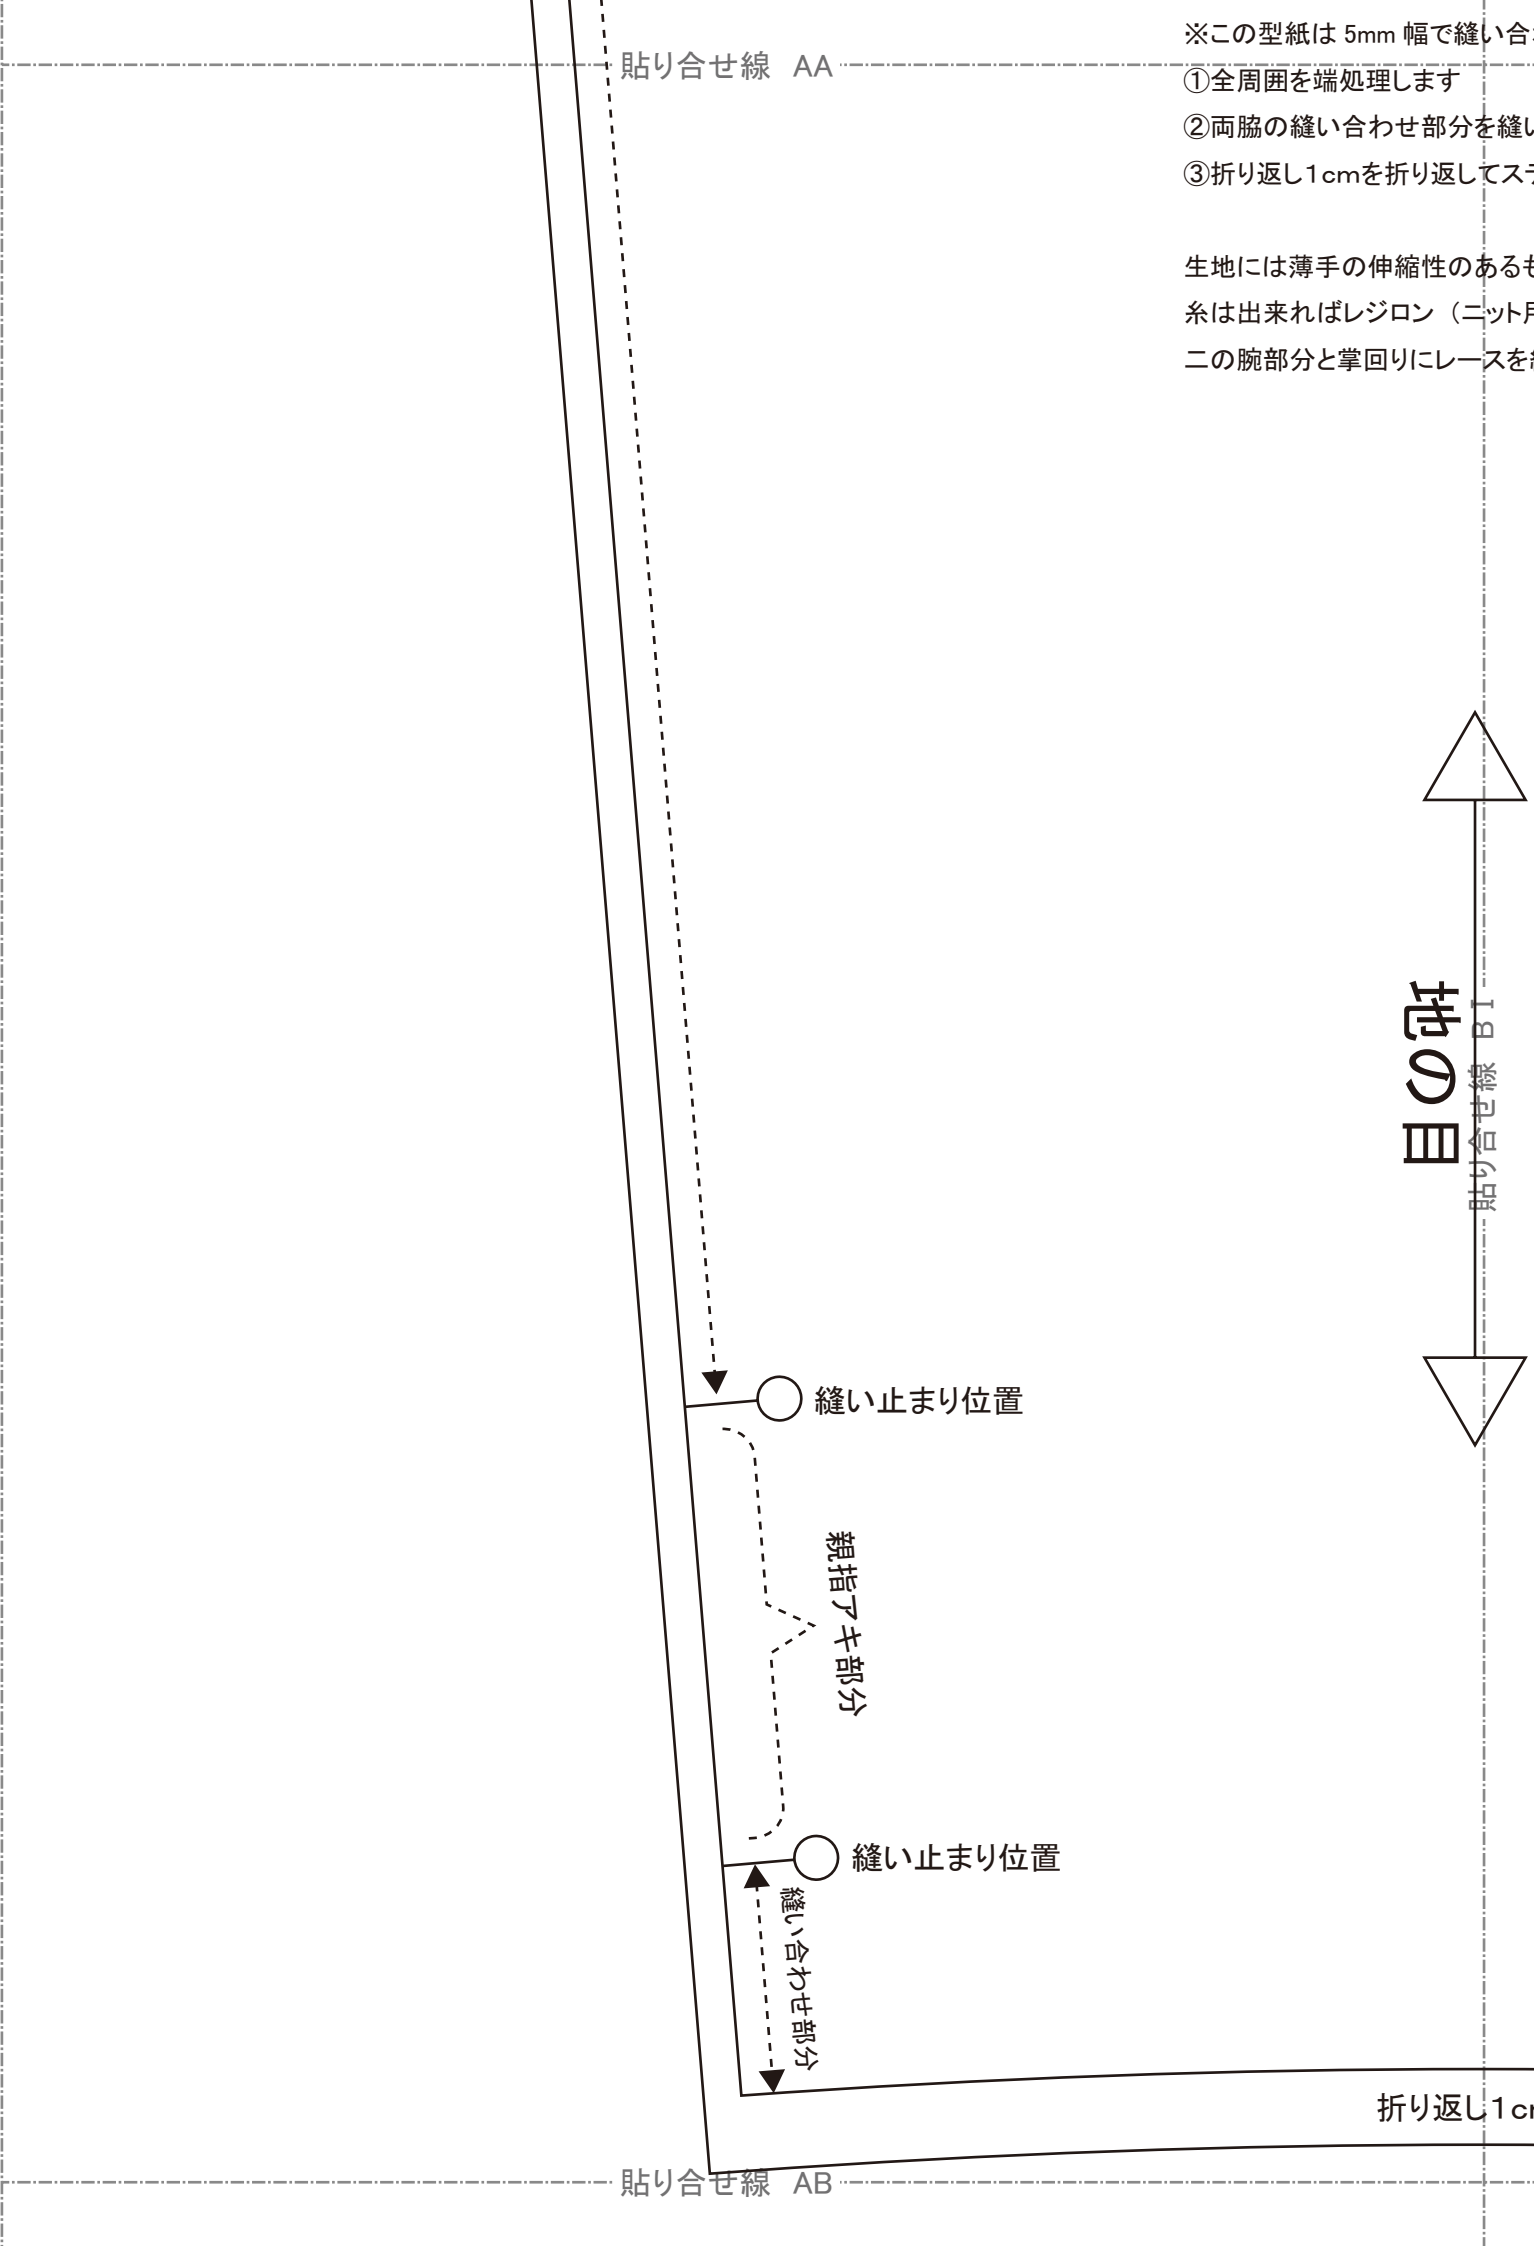 ※この型紙は 5mm 幅で縫い合
貼り合せ線 AA
①全周囲を端処理します
②両脇の縫い合わせ部分を縫い
③折り返し1cmを折り返してステ
生地には薄手の伸縮性のあるも
糸は出来ればレジロン（ニット用
二の腕部分と掌回りにレースを
地の目
貼り合せ線 BI
縫い止まり位置
親指アキ部分
縫い止まり位置
縫い合わせ部分
折り返し1c
貼り合せ線 AB